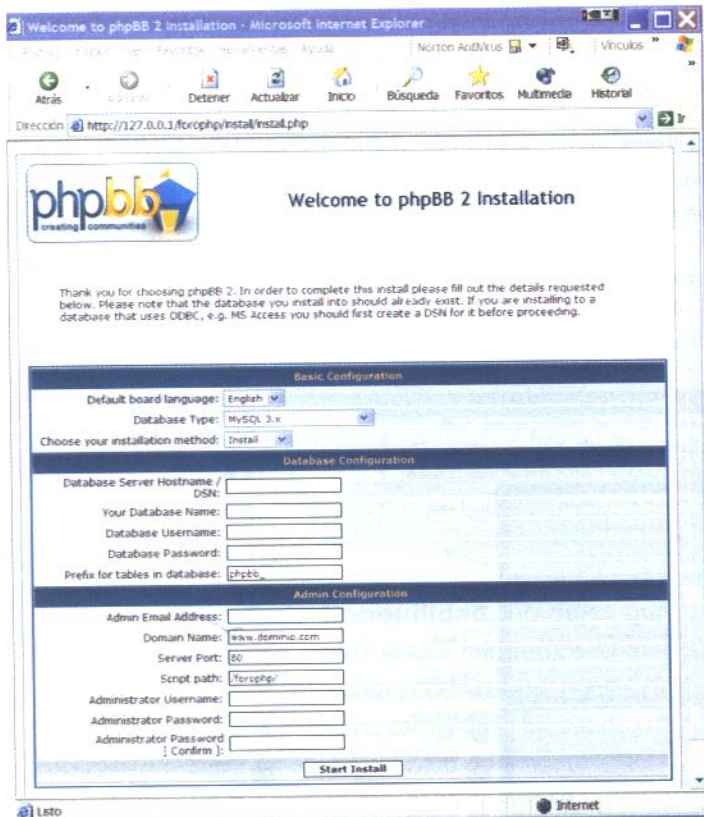 Welcome to phpBB 2 Installation - Microsoft Internet Explorer
Ver Favoritos Herramientas Ayuda Norton AntiVirus Vínculos »
Atrás Detener Actualizar Inicio Búsqueda Favoritos Multimedia Historial »
Dirección http://127.0.0.1/forophp/install/install.php Ir
phpbb
creating communities
Welcome to phpBB 2 Installation
Thank you for choosing phpBB 2. In order to complete this install please fill out the details requested
below. Please note that the database you install into should already exist. If you are installing to a
database that uses ODBC, e.g. MS Access you should first create a DSN for it before proceeding.
Basic Configuration
Default board language: English
Database Type: MySQL 3.x
Choose your installation method: Install
Database Configuration
Database Server Hostname /
DSN:
Your Database Name:
Database Username:
Database Password:
Prefix for tables in database: phpbb_
Admin Configuration
Admin Email Address:
Domain Name: www.dominio.com
Server Port: 80
Script path: /forophp/
Administrator Username:
Administrator Password:
Administrator Password
[ Confirm ]:
Start Install
Listo Internet